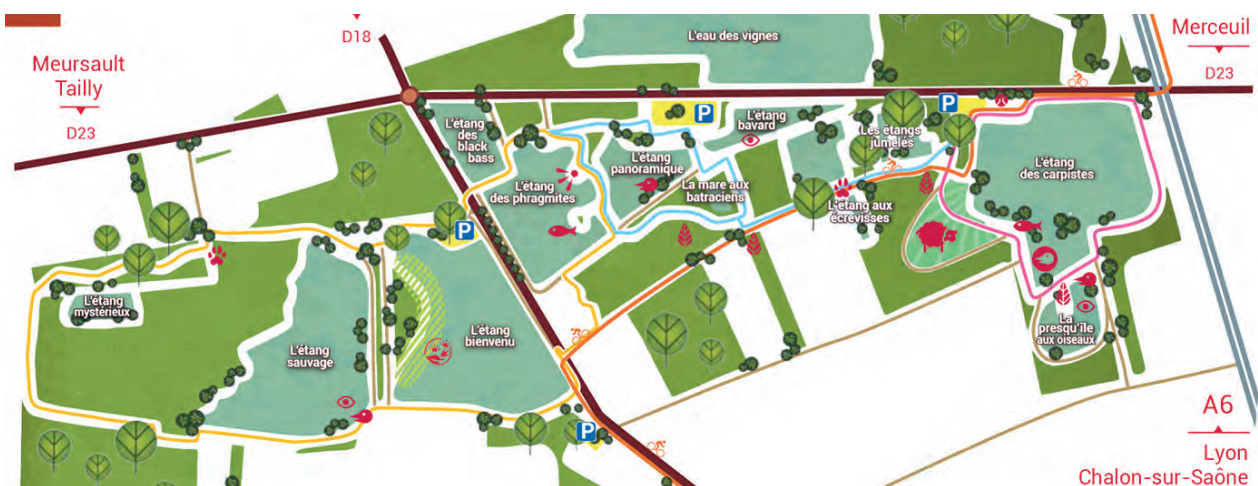 D18
L'eau des vignes
Merceuil
D23
Meursault
Tailly
D23
P
P
L'étang
des
black
bass
L'étang
bavard
Les étangs
jumelés
L'étang
panoramique
L'étang
des carpistes
L'étang
des phragmites
La mare aux
batraciens
L'étang aux
écrevisses
P
L'étang
mystérieux
L'étang
bienvenu
L'étang
sauvage
La
presqu'île
aux oiseaux
P
A6
Lyon
Chalon-sur-Saône